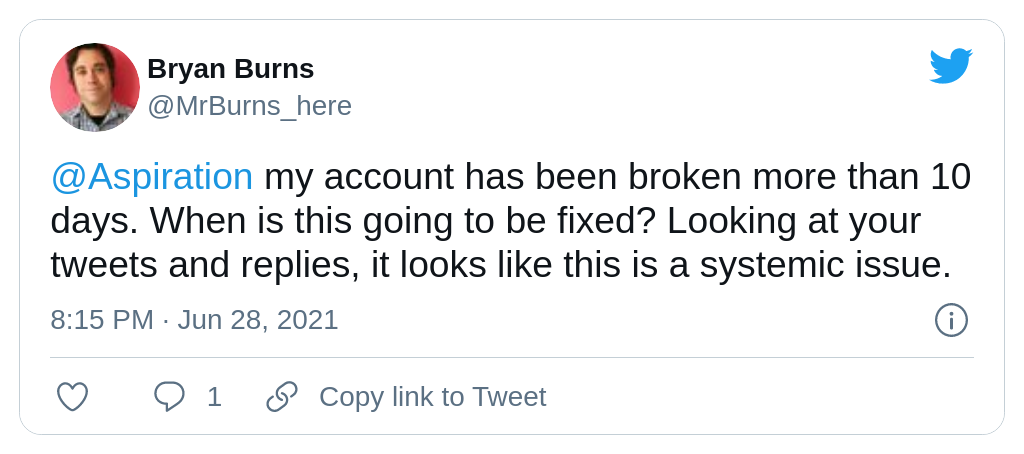 Bryan Burns
@MrBurns_here
@Aspiration my account has been broken more than 10
days. When is this going to be fixed? Looking at your
tweets and replies, it looks like this is a systemic issue.
8:15 PM · Jun 28, 2021
1 Copy link to Tweet